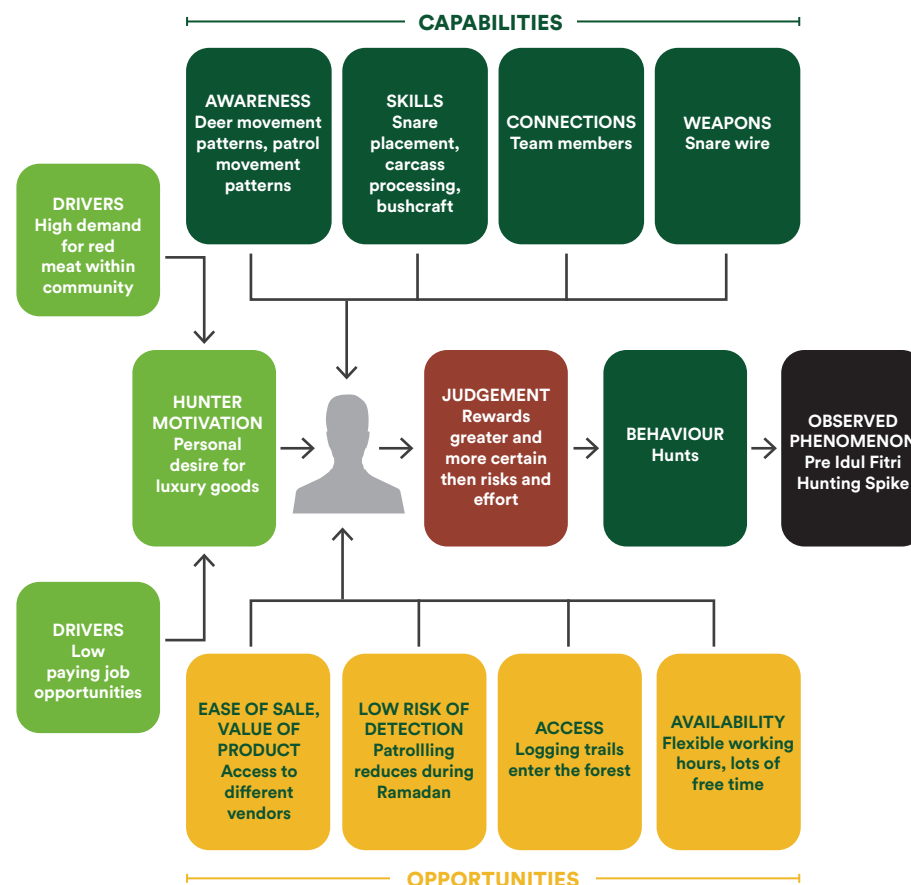 CAPABILITIES
AWARENESS
Deer movement
patterns, patrol
movement
patterns
SKILLS
Snare
placement,
carcass
processing,
bushcraft
CONNECTIONS
Team members
WEAPONS
Snare wire
DRIVERS
High demand
for red
meat within
community
HUNTER
MOTIVATION
Personal
desire for
luxury goods
JUDGEMENT
Rewards
greater and
more certain
then risks and
effort
BEHAVIOUR
Hunts
OBSERVED
PHENOMENON
Pre Idul Fitri
Hunting Spike
DRIVERS
Low
paying job
opportunities
EASE OF SALE,
VALUE OF
PRODUCT
Access to
different
vendors
LOW RISK OF
DETECTION
Patrollling
reduces during
Ramadan
ACCESS
Logging trails
enter the forest
AVAILABILITY
Flexible working
hours, lots of
free time
OPPORTUNITIES